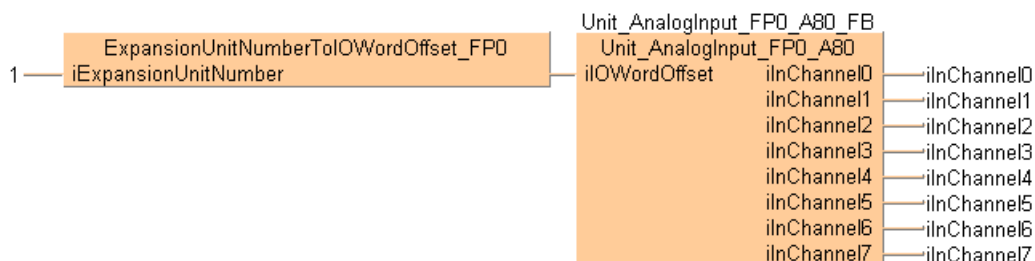 Unit_AnalogInput_FP0_A80_FB
ExpansionUnitNumberToIOWordOffset_FP0 Unit_AnalogInput_FP0_A80
1 iExpansionUnitNumber iIOWordOffset iInChannel0 iInChannel0
iInChannel1 iInChannel1
iInChannel2 iInChannel2
iInChannel3 iInChannel3
iInChannel4 iInChannel4
iInChannel5 iInChannel5
iInChannel6 iInChannel6
iInChannel7 iInChannel7